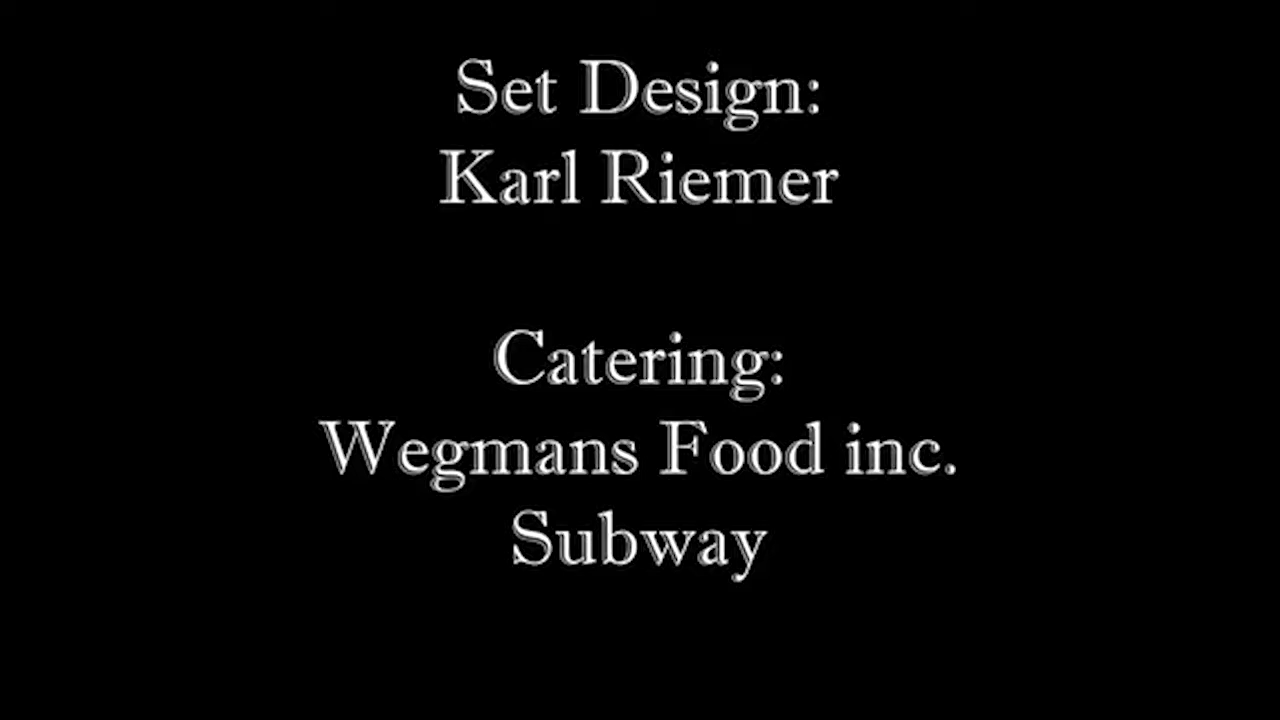 Set Design:
Karl Riemer
Catering:
Wegmans Food inc.
Subway